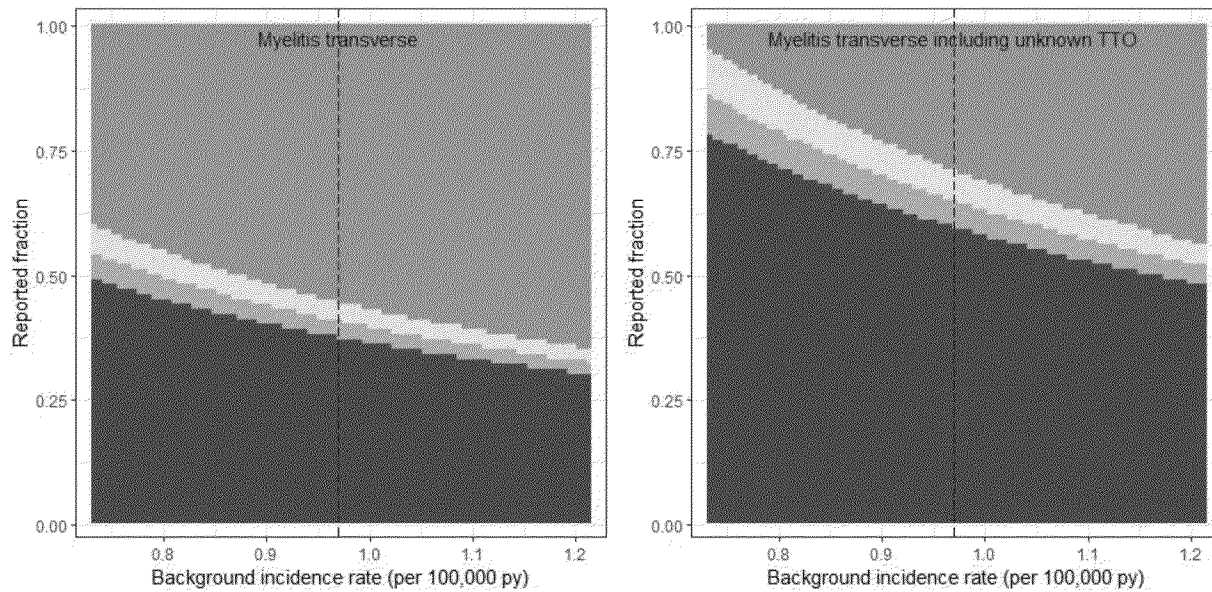 Myelitis transverse
Reported fraction
1.00
0.75
0.50
0.25
0.00
0.8 0.9 1.0 1.1 1.2
Background incidence rate (per 100,000 py)
Myelitis transverse including unknown TTO
Reported fraction
1.00
0.75
0.50
0.25
0.00
0.8 0.9 1.0 1.1 1.2
Background incidence rate (per 100,000 py)